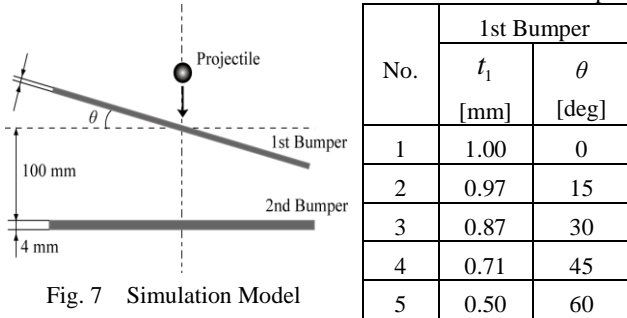 Projectile
θ
1st Bumper
100 mm
2nd Bumper
4 mm
Fig. 7 Simulation Model
No. 1st Bumper
t₁ θ
[mm] [deg]
1 1.00 0
2 0.97 15
3 0.87 30
4 0.71 45
5 0.50 60